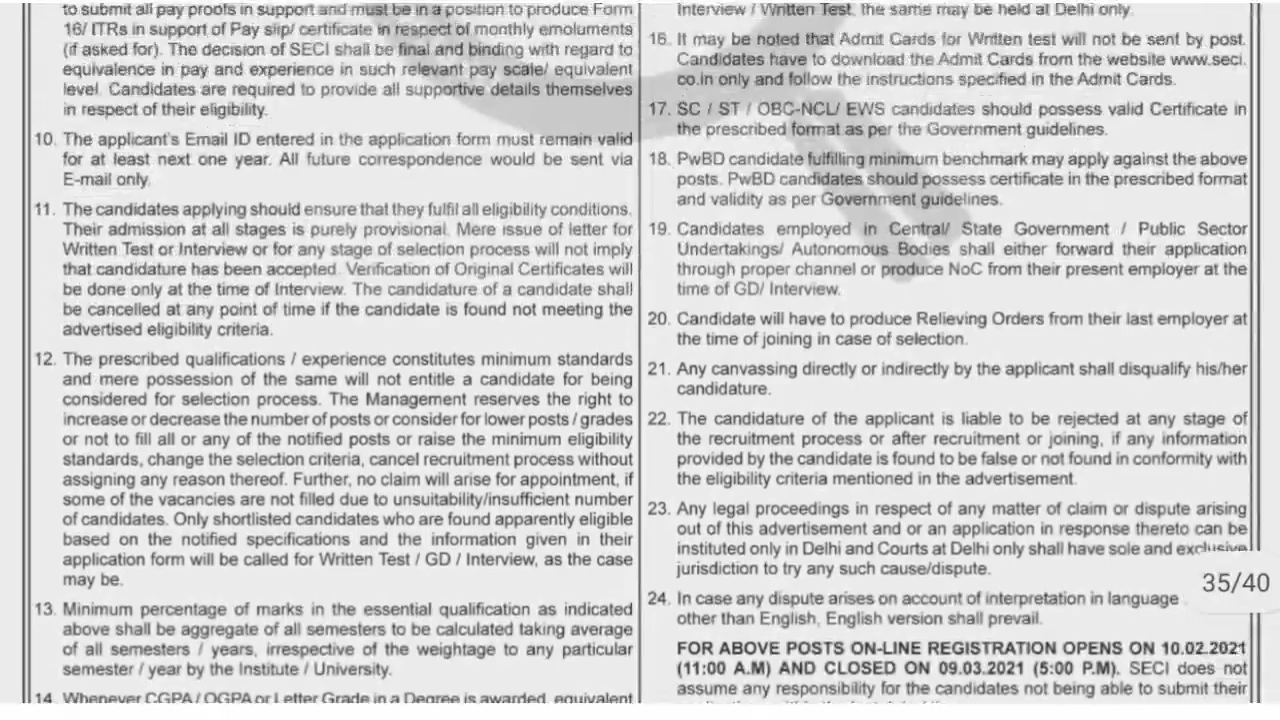 to submit all pay proofs in support and must be in a position to produce Form
16/ ITRs in support of Pay slip/ certificate in respect of monthly emoluments
(if asked for). The decision of SECI shall be final and binding with regard to
equivalence in pay and experience in such relevant pay scale/ equivalent
level. Candidates are required to provide all supportive details themselves
in respect of their eligibility.
10. The applicant's Email ID entered in the application form must remain valid
for at least next one year. All future correspondence would be sent via
E-mail only.
11. The candidates applying should ensure that they fulfil all eligibility conditions.
Their admission at all stages is purely provisional. Mere issue of letter for
Written Test or Interview or for any stage of selection process will not imply
that candidature has been accepted. Verification of Original Certificates will
be done only at the time of Interview. The candidature of a candidate shall
be cancelled at any point of time if the candidate is found not meeting the
advertised eligibility criteria.
12. The prescribed qualifications / experience constitutes minimum standards
and mere possession of the same will not entitle a candidate for being
considered for selection process. The Management reserves the right to
increase or decrease the number of posts or consider for lower posts / grades
or not to fill all or any of the notified posts or raise the minimum eligibility
standards, change the selection criteria, cancel recruitment process without
assigning any reason thereof. Further, no claim will arise for appointment, if
some of the vacancies are not filled due to unsuitability/insufficient number
of candidates. Only shortlisted candidates who are found apparently eligible
based on the notified specifications and the information given in their
application form will be called for Written Test / GD / Interview, as the case
may be.
13. Minimum percentage of marks in the essential qualification as indicated
above shall be aggregate of all semesters to be calculated taking average
of all semesters / years, irrespective of the weightage to any particular
semester / year by the Institute / University.
14. Whenever CGPA/ OGPA or Letter Grade in a Degree is awarded, equivalent
Interview / Written Test, the same may be held at Delhi only.
16. It may be noted that Admit Cards for Written test will not be sent by post.
Candidates have to download the Admit Cards from the website www.seci.
co.in only and follow the instructions specified in the Admit Cards.
17. SC / ST / OBC-NCL/ EWS candidates should possess valid Certificate in
the prescribed format as per the Government guidelines.
18. PwBD candidate fulfilling minimum benchmark may apply against the above
posts. PwBD candidates should possess certificate in the prescribed format
and validity as per Government guidelines.
19. Candidates employed in Central/ State Government / Public Sector
Undertakings/ Autonomous Bodies shall either forward their application
through proper channel or produce NoC from their present employer at the
time of GD/ Interview.
20. Candidate will have to produce Relieving Orders from their last employer at
the time of joining in case of selection.
21. Any canvassing directly or indirectly by the applicant shall disqualify his/her
candidature.
22. The candidature of the applicant is liable to be rejected at any stage of
the recruitment process or after recruitment or joining, if any information
provided by the candidate is found to be false or not found in conformity with
the eligibility criteria mentioned in the advertisement.
23. Any legal proceedings in respect of any matter of claim or dispute arising
out of this advertisement and or an application in response thereto can be
instituted only in Delhi and Courts at Delhi only shall have sole and exclusive
jurisdiction to try any such cause/dispute.
35/40
24. In case any dispute arises on account of interpretation in language
other than English, English version shall prevail.
FOR ABOVE POSTS ON-LINE REGISTRATION OPENS ON 10.02.2021
(11:00 A.M) AND CLOSED ON 09.03.2021 (5:00 P.M). SECI does not
assume any responsibility for the candidates not being able to submit their